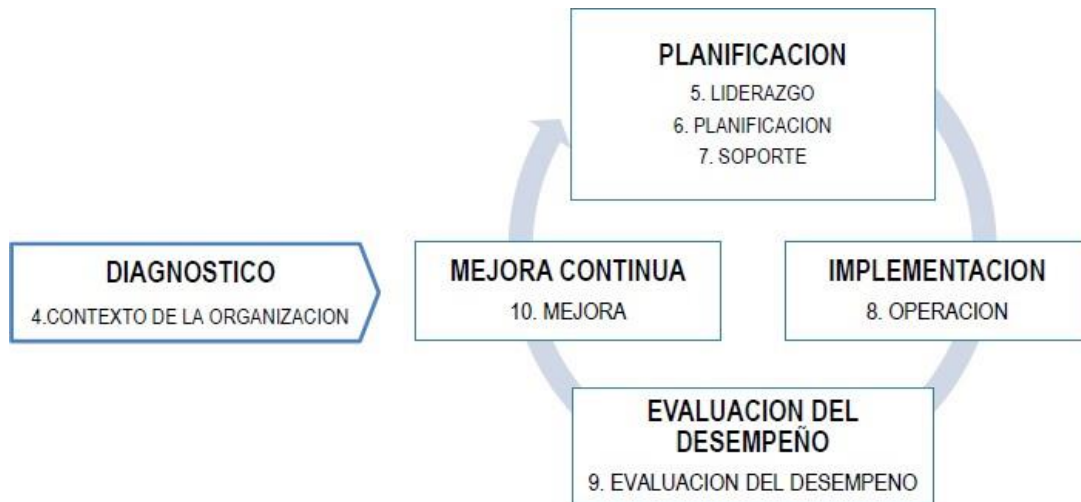 PLANIFICACION
5. LIDERAZGO
6. PLANIFICACION
7. SOPORTE
DIAGNOSTICO
4.CONTEXTO DE LA ORGANIZACION
MEJORA CONTINUA
10. MEJORA
IMPLEMENTACION
8. OPERACION
EVALUACION DEL
DESEMPEÑO
9. EVALUACION DEL DESEMPENO